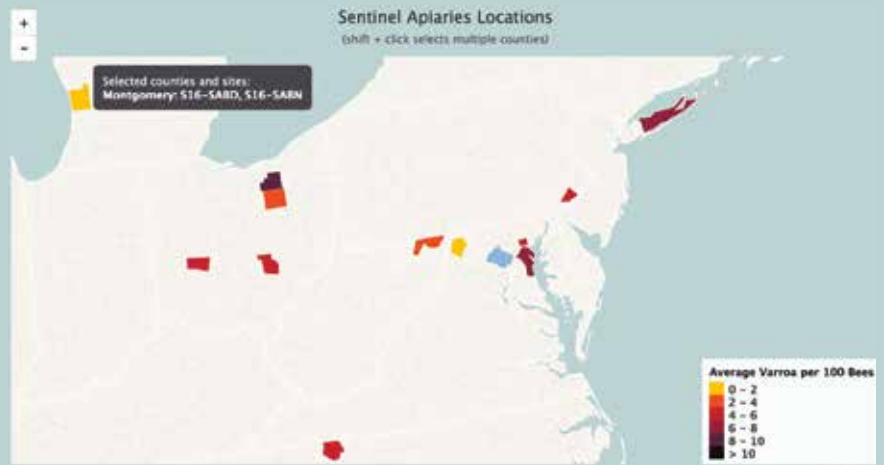 +
Sentinel Apiaries Locations
(shift + click selects multiple counties)
–
Selected counties and sites:
Montgomery: S16-SABD, S16-SABN
Average Varroa per 100 Bees
0 - 2
2 - 4
4 - 6
6 - 8
8 - 10
> 10